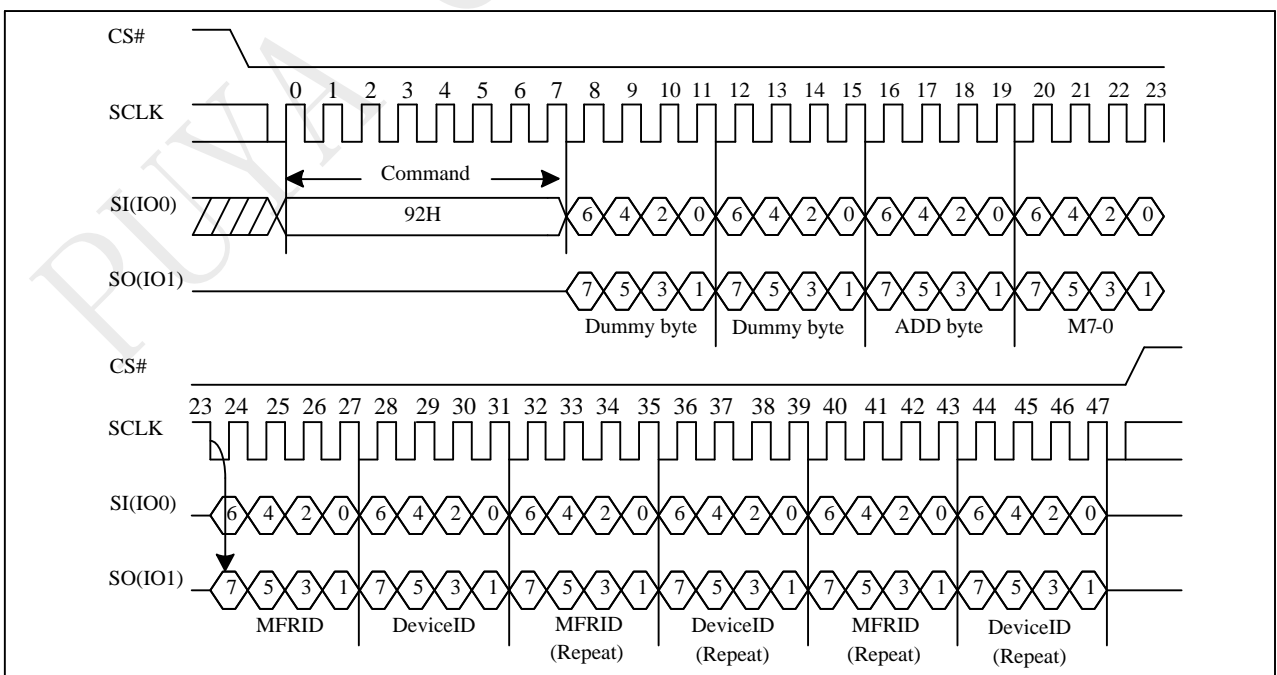 PUYA
CS#
0 1 2 3 4 5 6 7 8 9 10 11 12 13 14 15 16 17 18 19 20 21 22 23
SCLK
Command
SI(IO0)
92H
6 4 2 0 6 4 2 0 6 4 2 0 6 4 2 0
SO(IO1)
7 5 3 1 7 5 3 1 7 5 3 1 7 5 3 1
Dummy byte Dummy byte ADD byte M7-0
CS#
23 24 25 26 27 28 29 30 31 32 33 34 35 36 37 38 39 40 41 42 43 44 45 46 47
SCLK
SI(IO0)
6 4 2 0 6 4 2 0 6 4 2 0 6 4 2 0 6 4 2 0 6 4 2 0
SO(IO1)
7 5 3 1 7 5 3 1 7 5 3 1 7 5 3 1 7 5 3 1 7 5 3 1
MFRID DeviceID MFRID DeviceID MFRID DeviceID
(Repeat) (Repeat) (Repeat) (Repeat)